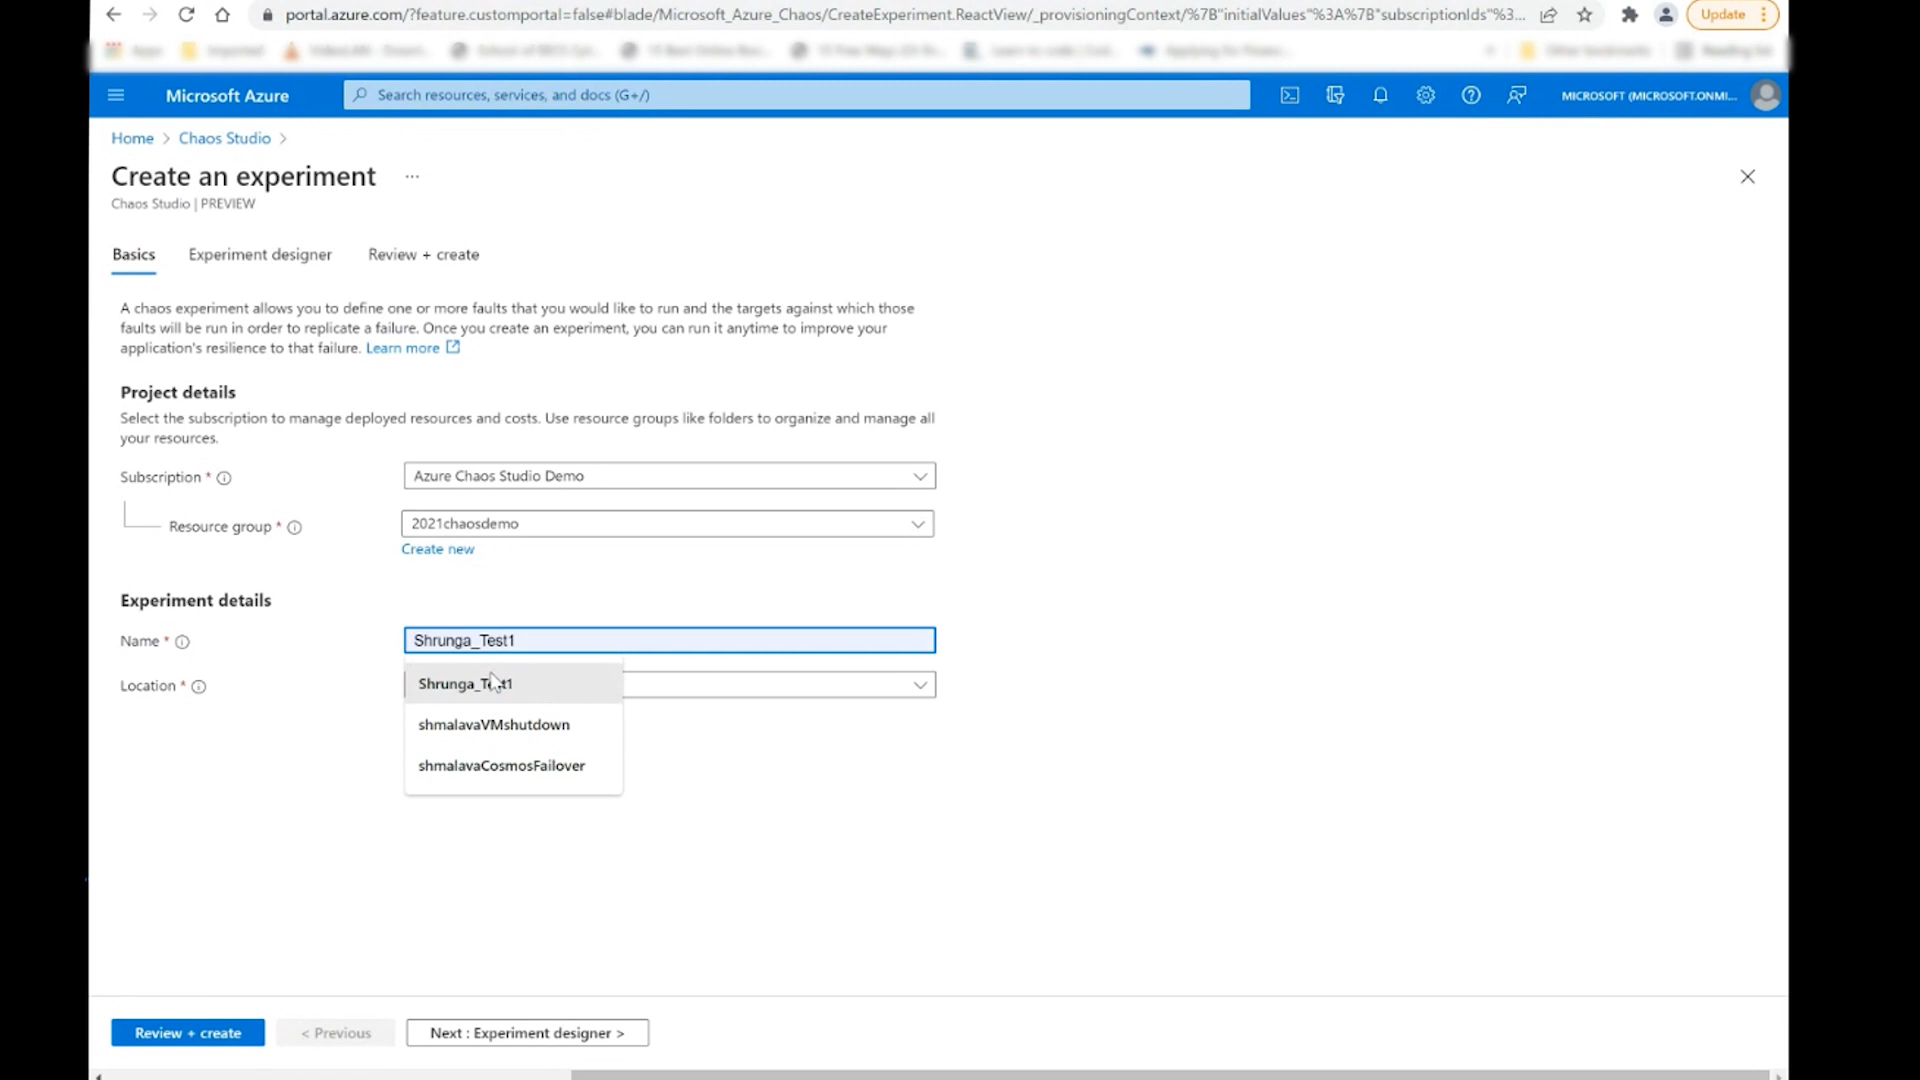 portal.azure.com/?feature.customportal=false#blade/Microsoft_Azure_Chaos/CreateExperiment.ReactView/_provisioningContext/%7B"initialValues"%3A%7B"subscriptionIds"%3...
Update
Apps
Imported
Other bookmarks
Reading list
Microsoft Azure
Search resources, services, and docs (G+/)
MICROSOFT (MICROSOFT.ONMI...
Home > Chaos Studio >
Create an experiment ...
Chaos Studio | PREVIEW
Basics
Experiment designer
Review + create
A chaos experiment allows you to define one or more faults that you would like to run and the targets against which those
faults will be run in order to replicate a failure. Once you create an experiment, you can run it anytime to improve your
application's resilience to that failure. Learn more
Project details
Select the subscription to manage deployed resources and costs. Use resource groups like folders to organize and manage all
your resources.
Subscription *
Azure Chaos Studio Demo
Resource group *
2021chaosdemo
Create new
Experiment details
Name *
Shrunga_Test1
Location *
Shrunga_Test1
shmalavaVMshutdown
shmalavaCosmosFailover
Review + create
< Previous
Next : Experiment designer >